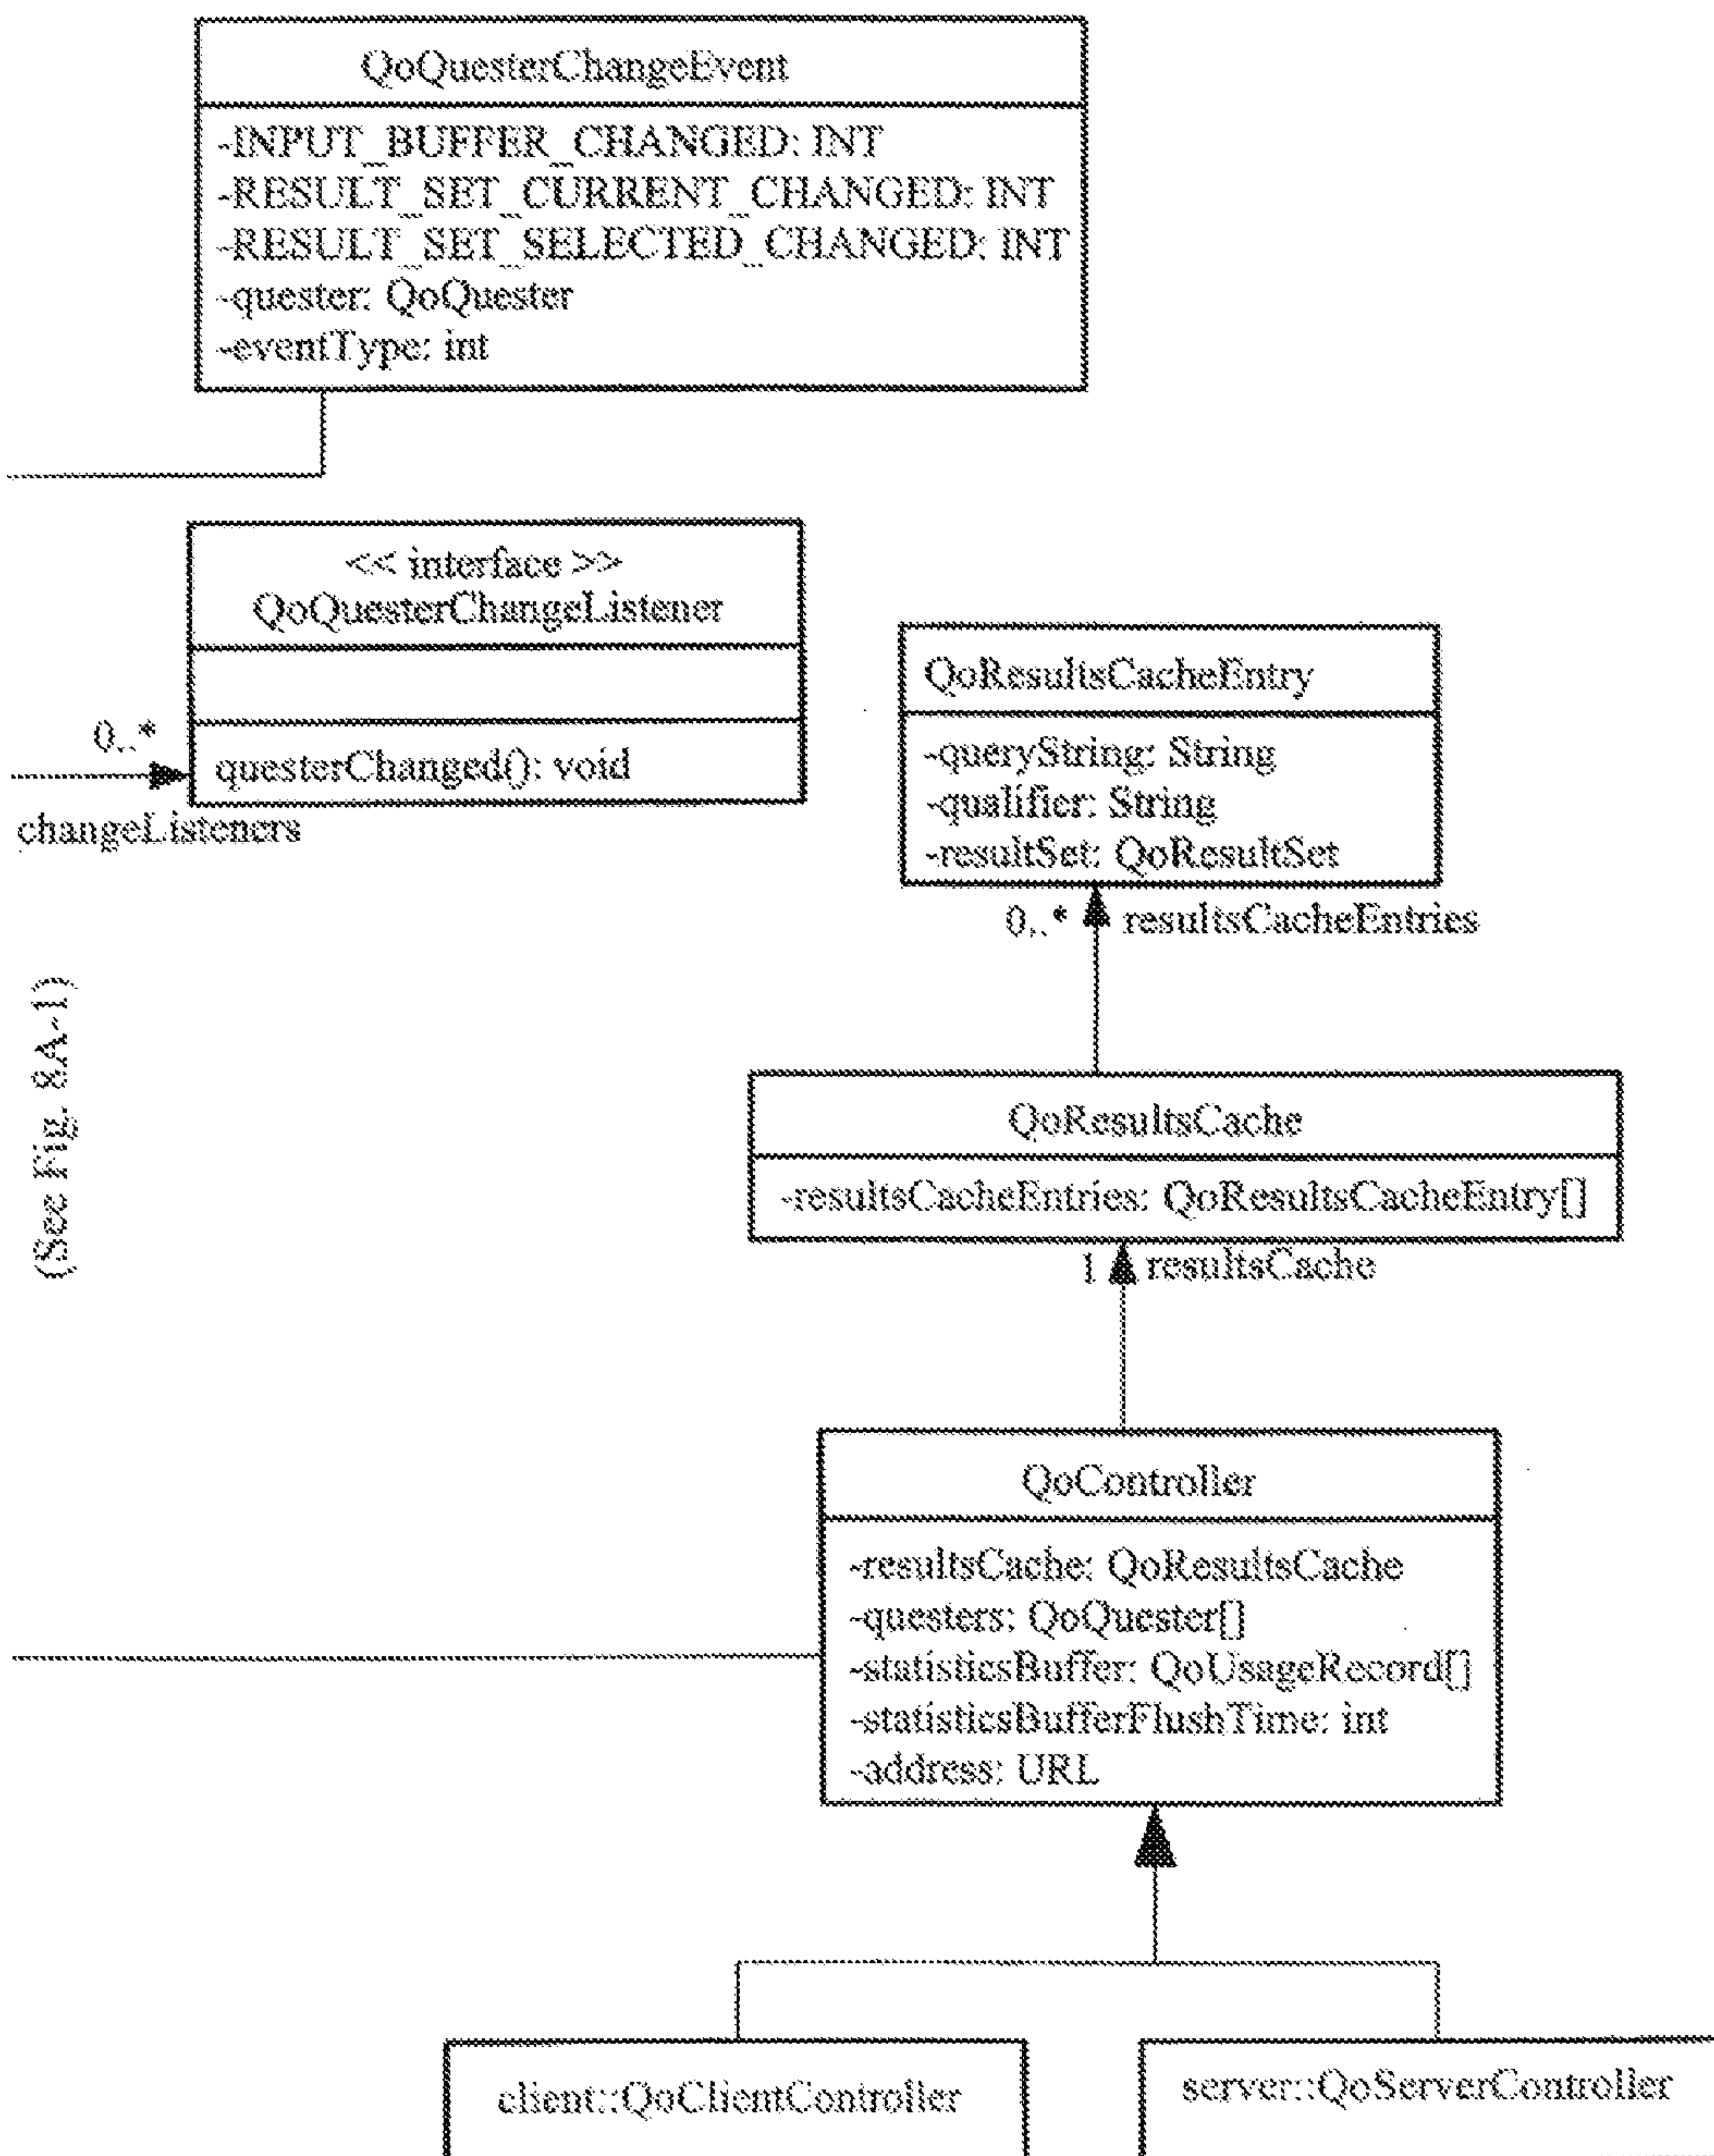 QoQuesterChangeEvent
-INPUT_BUFFER_CHANGED: INT
-RESULT_SET_CURRENT_CHANGED: INT
-RESULT_SET_SELECTED_CHANGED: INT
-quester: QoQuester
-eventType: int
<< interface >>
QoQuesterChangeListener
questerChanged(): void
0..*
changeListeners
QoResultsCacheEntry
-queryString: String
-qualifier: String
-resultSet: QoResultSet
0..* resultsCacheEntries
(See Fig. 8A-1)
QoResultsCache
-resultsCacheEntries: QoResultsCacheEntry[]
1 resultsCache
QoController
-resultsCache: QoResultsCache
-questers: QoQuester[]
-statisticsBuffer: QoUsageRecord[]
-statisticsBufferFlushTime: int
-address: URL
client::QoClientController
server::QoServerController